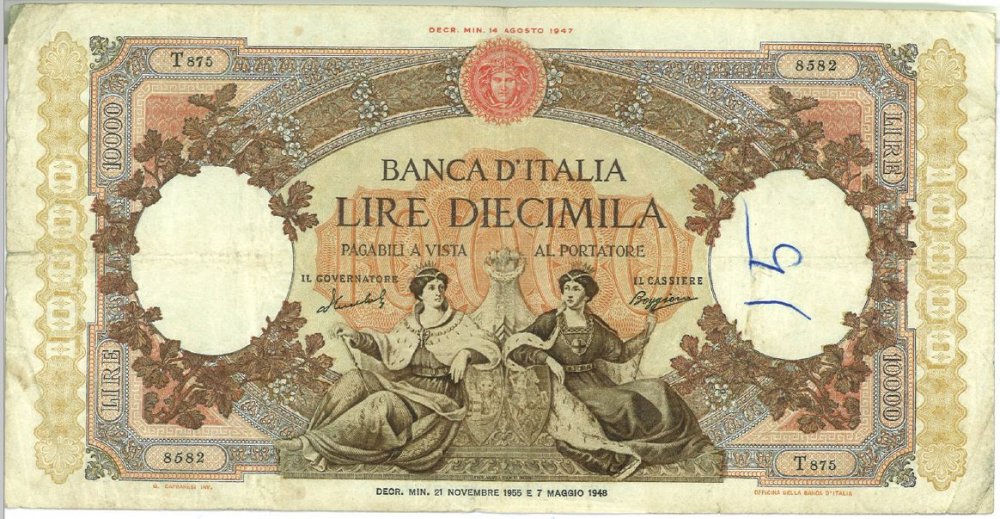 DECR. MIN. 14 AGOSTO 1947
T 875
8582
10000
LIRE
BANCA D'ITALIA
LIRE DIECIMILA
PAGABILI A VISTA AL PORTATORE
IL GOVERNATORE
IL CASSIERE
15
LIRE
10000
8582
T 875
G. CAPRANESI INV.
DECR. MIN. 21 NOVEMBRE 1955 E 7 MAGGIO 1948
OFFICINA DELLA BANCA D'ITALIA